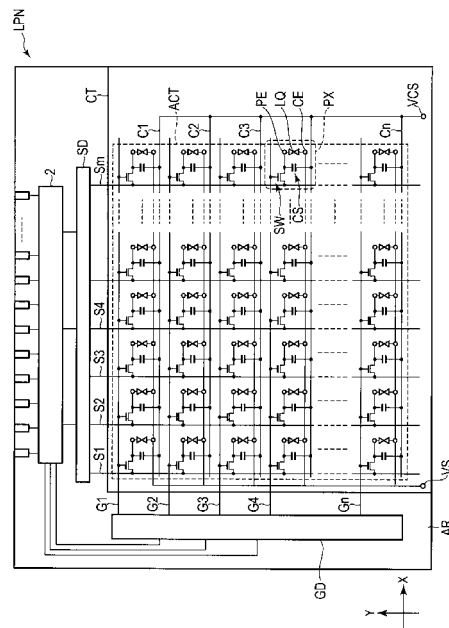 LPN
2
SD
CT
S1
S2
S3
S4
Sm
ACT
C1
C2
C3
Cn
PE
LQ
CE
PX
SW
CS
VCS
G1
G2
G3
G4
Gn
GD
VS
AR
Y
X